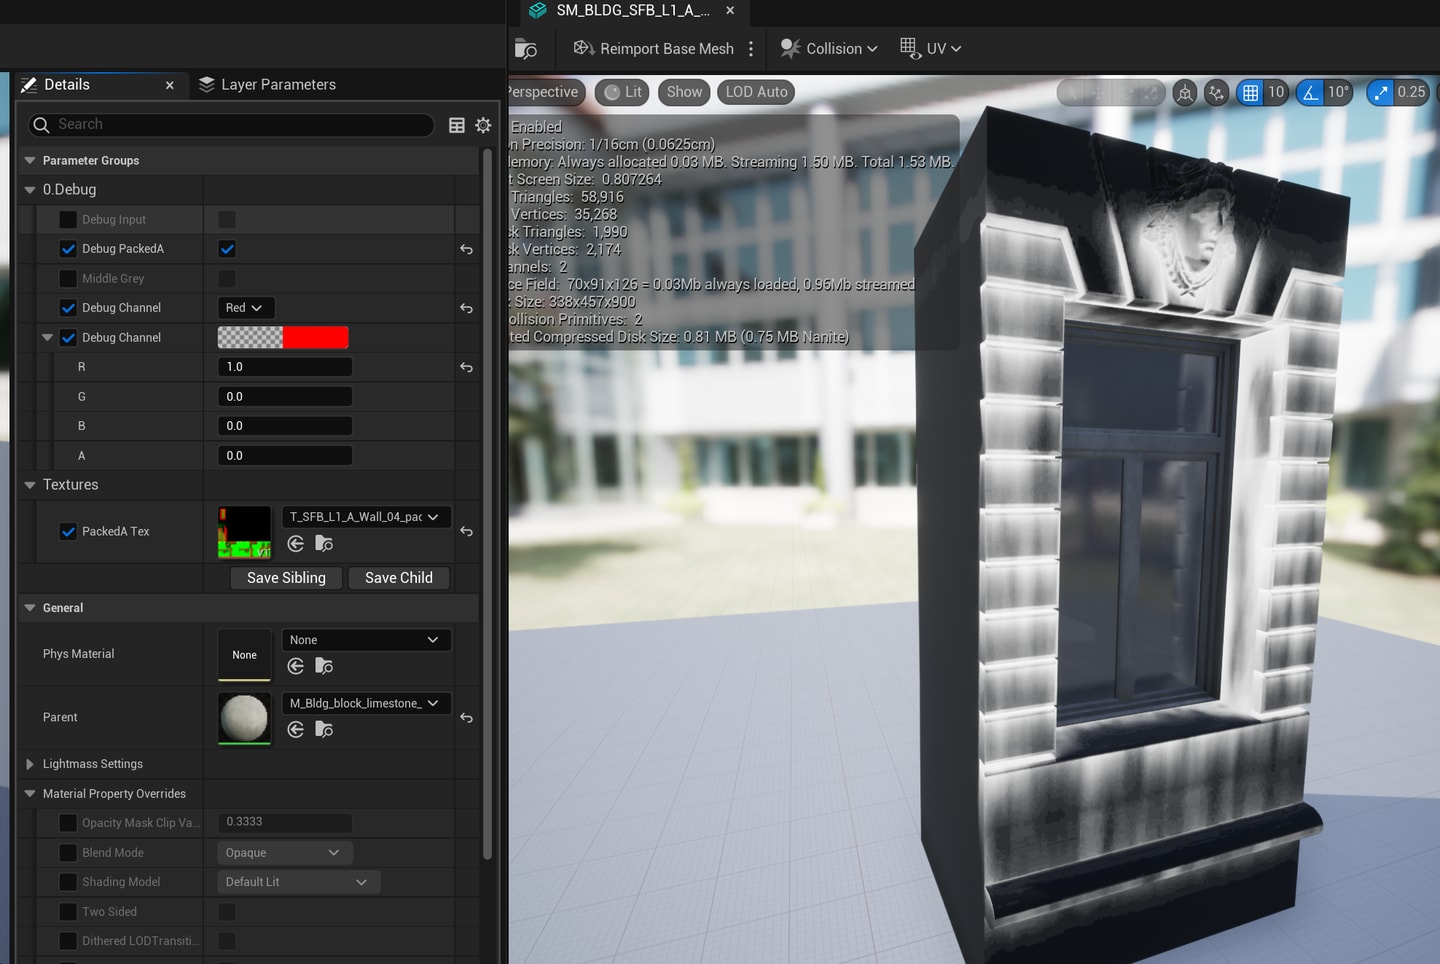 SM_BLDG_SFB_L1_A_...
Reimport Base Mesh
Collision
UV
Details
Layer Parameters
Search
Parameter Groups
0.Debug
Debug Input
Debug PackedA
Middle Grey
Debug Channel
Red
Debug Channel
R
1.0
G
0.0
B
0.0
A
0.0
Textures
PackedA Tex
T_SFB_L1_A_Wall_04_pac
Save Sibling
Save Child
General
Phys Material
None
None
Parent
M_Bldg_block_limestone_
Lightmass Settings
Material Property Overrides
Opacity Mask Clip Va...
0.3333
Blend Mode
Opaque
Shading Model
Default Lit
Two Sided
Dithered LODTransiti...
erspective
Lit
Show
LOD Auto
10
10°
0.25
Enabled
on Precision: 1/16cm (0.0625cm)
emory: Always allocated 0.03 MB. Streaming 1.50 MB. Total 1.53 MB.
t Screen Size: 0.807264
Triangles: 58,916
Vertices: 35,268
k Triangles: 1,990
k Vertices: 2,174
annels: 2
ce Field: 70x91x126 = 0.03Mb always loaded, 0.96Mb streamed
Size: 338x457x900
ollision Primitives: 2
ted Compressed Disk Size: 0.81 MB (0.75 MB Nanite)